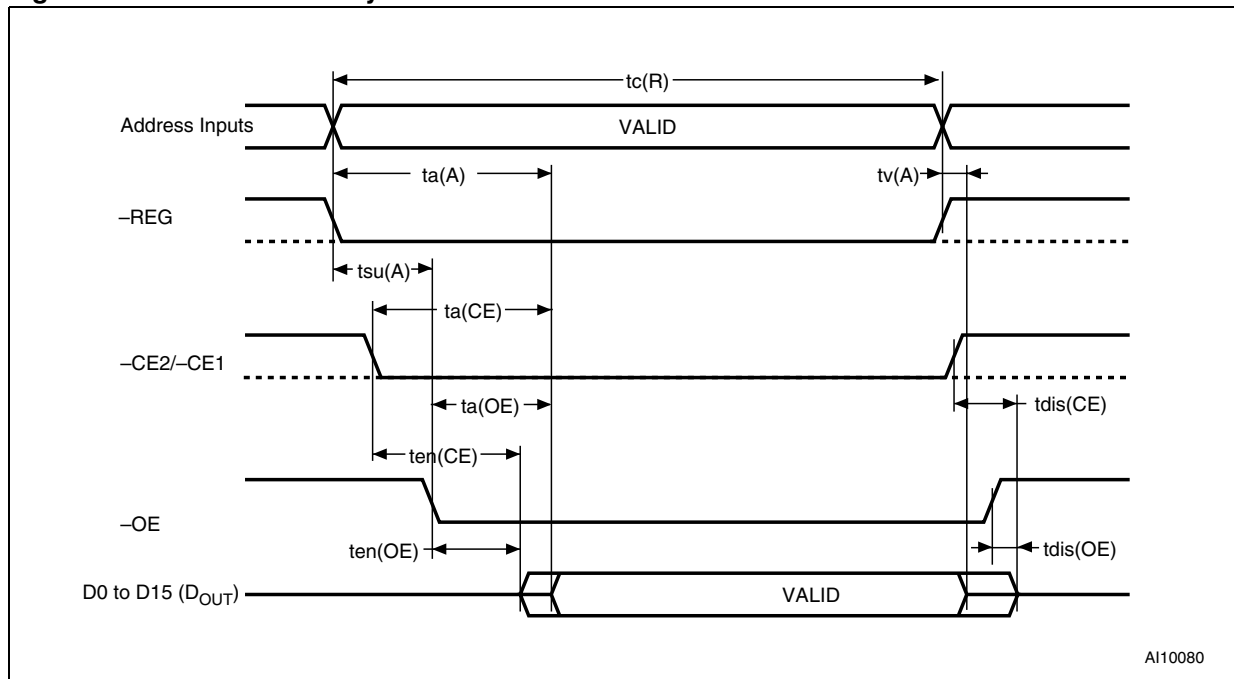 tc(R)
Address Inputs
VALID
ta(A)
tv(A)
–REG
tsu(A)
ta(CE)
–CE2/–CE1
ta(OE)
tdis(CE)
ten(CE)
–OE
ten(OE)
tdis(OE)
D0 to D15 (DOUT)
VALID
AI10080